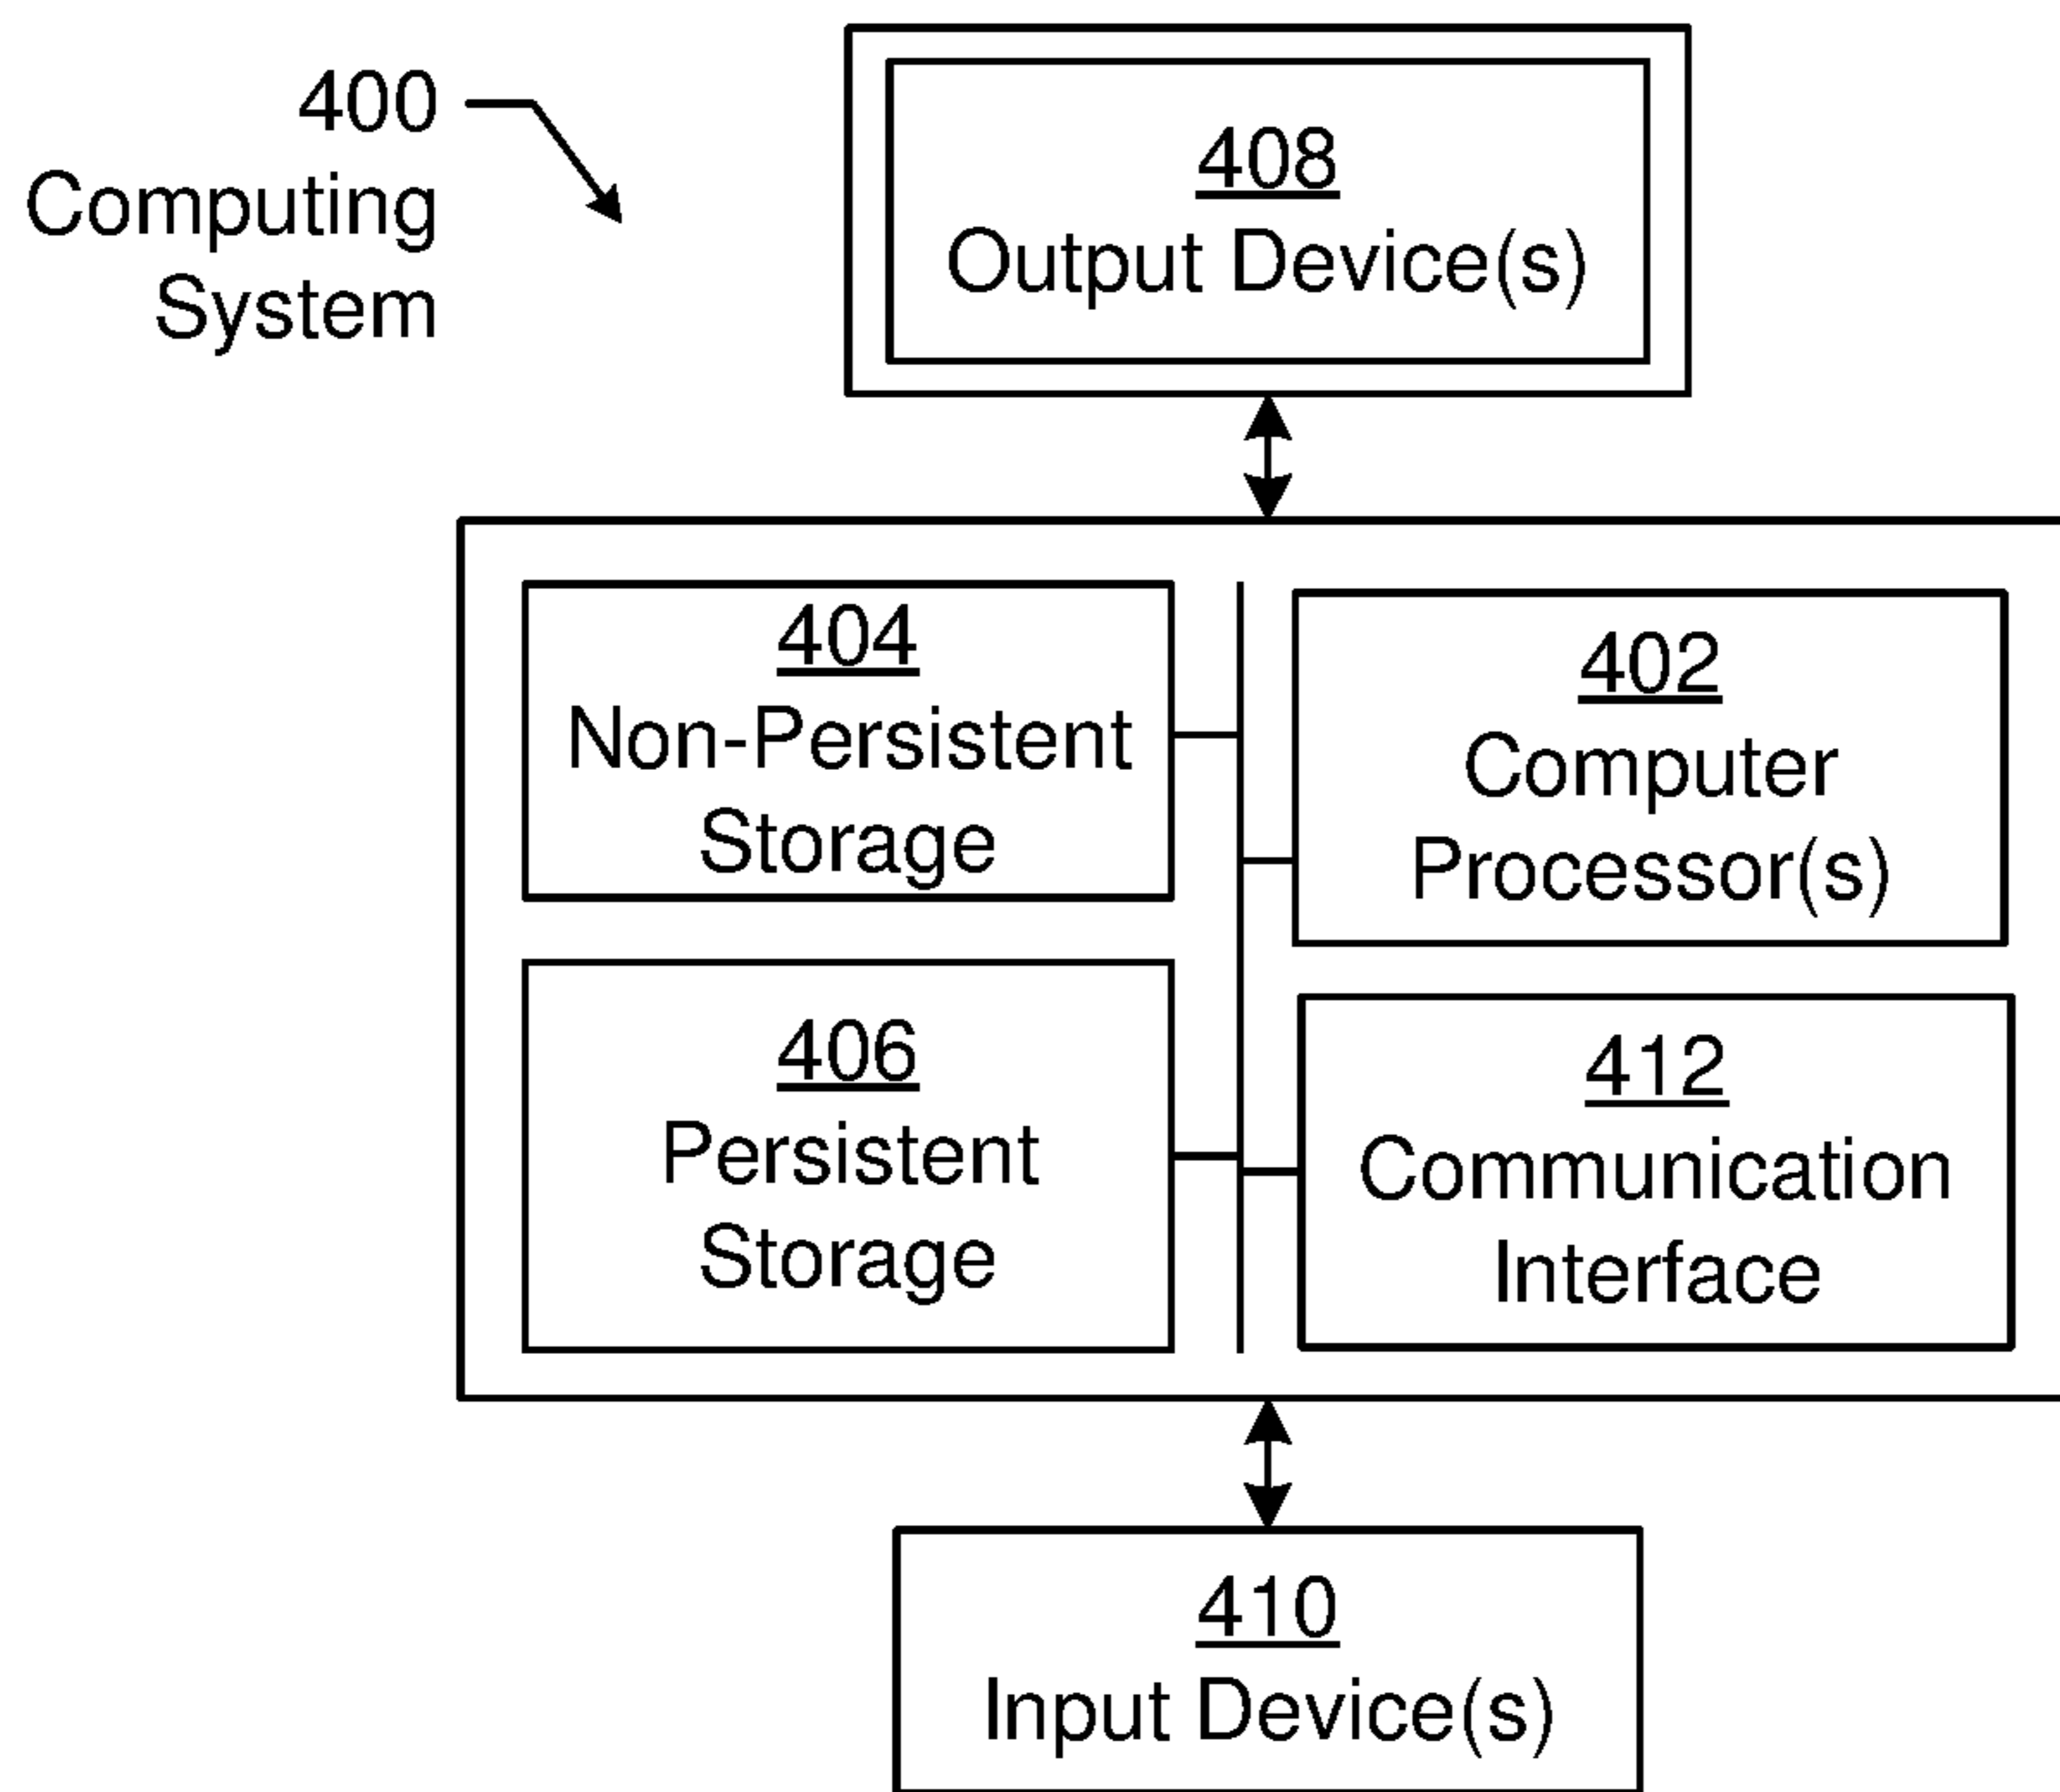 400
Computing
System
408
Output Device(s)
404
Non-Persistent
Storage
402
Computer
Processor(s)
406
Persistent
Storage
412
Communication
Interface
410
Input Device(s)